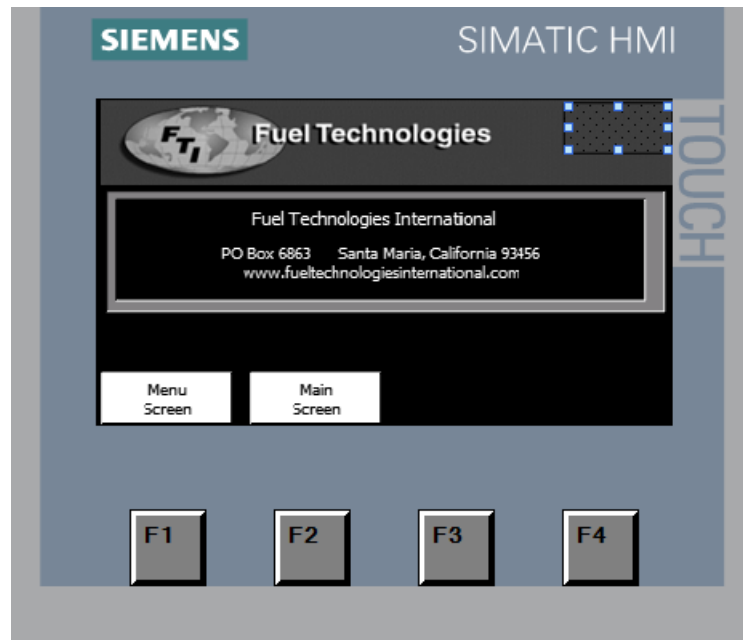 SIEMENS
SIMATIC HMI
TOUCH
FTI
Fuel Technologies
Fuel Technologies International
PO Box 6863 Santa Maria, California 93456
www.fueltechnologiesinternational.com
Menu
Screen
Main
Screen
F1
F2
F3
F4